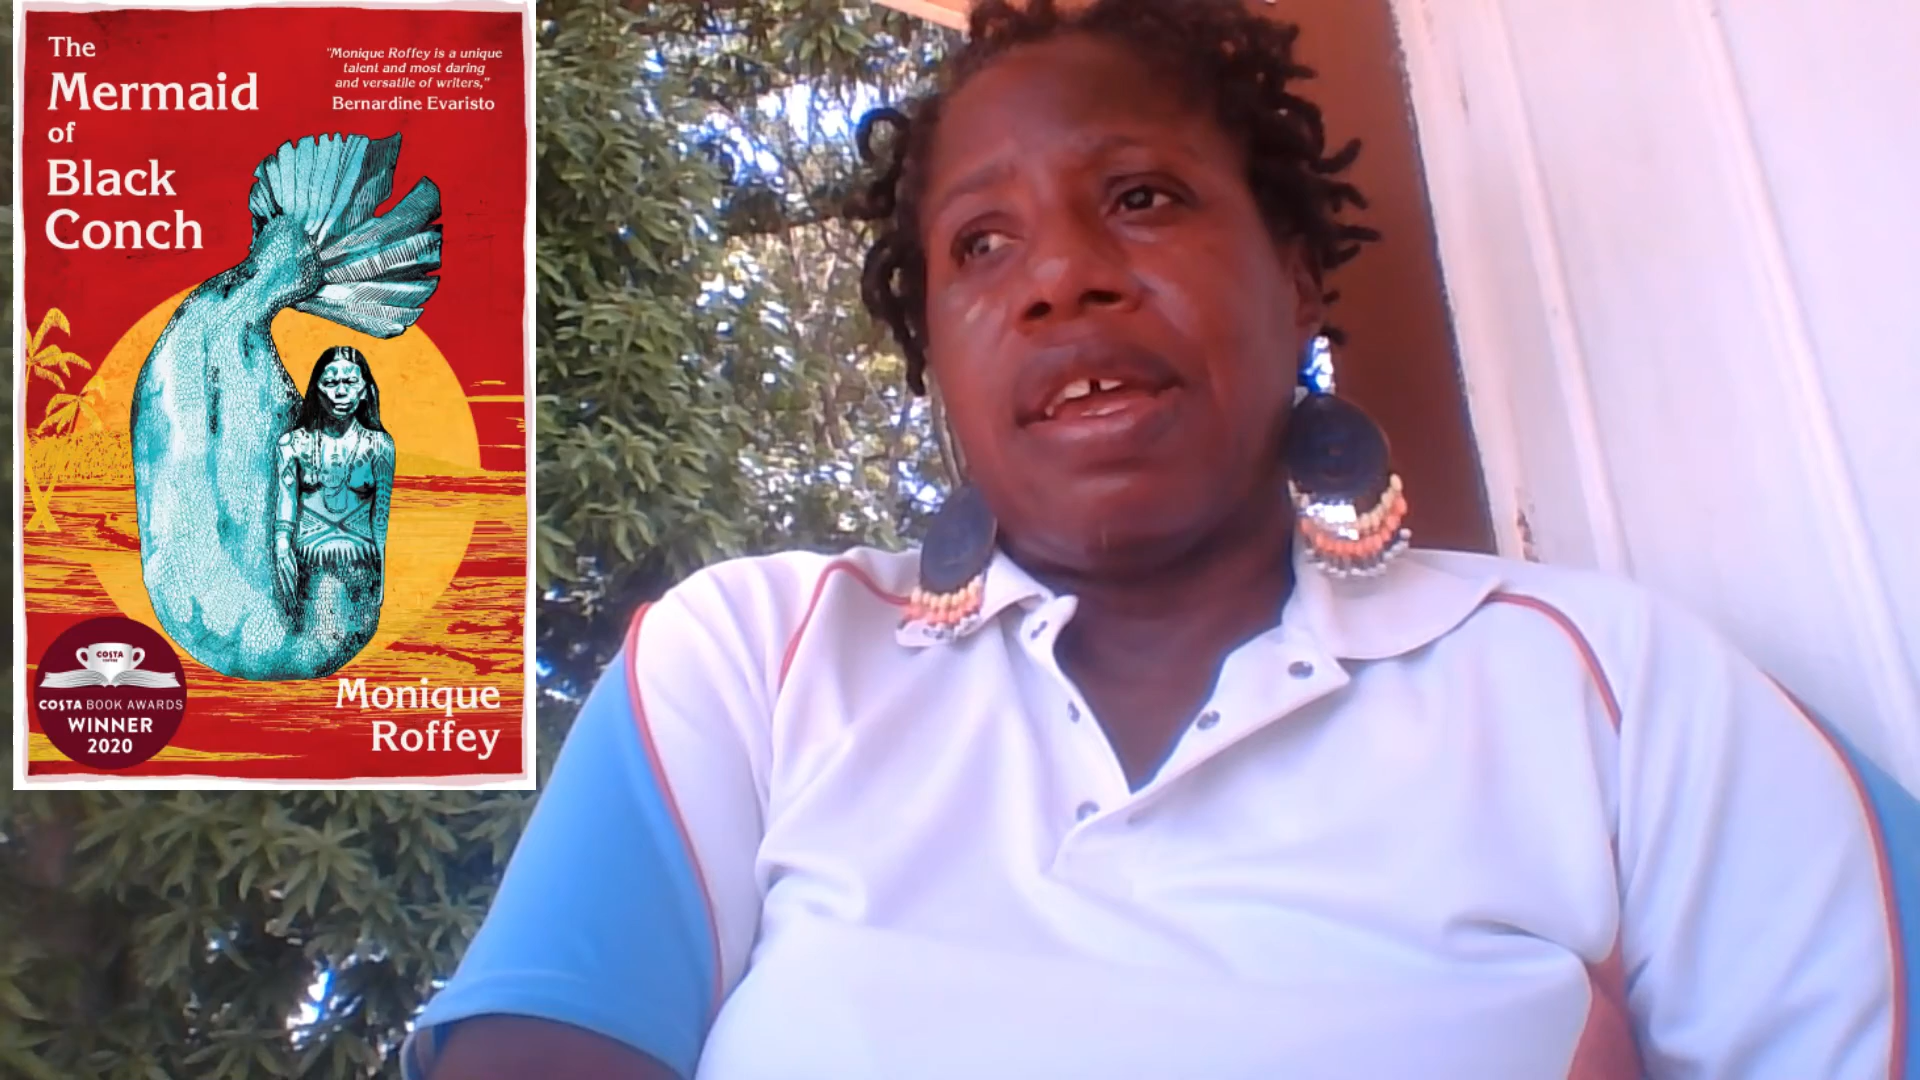 The
Mermaid
of
Black
Conch
"Monique Roffey is a unique
talent and most daring
and versatile of writers,"
Bernardine Evaristo
COSTA
COSTA BOOK AWARDS
WINNER
2020
Monique
Roffey